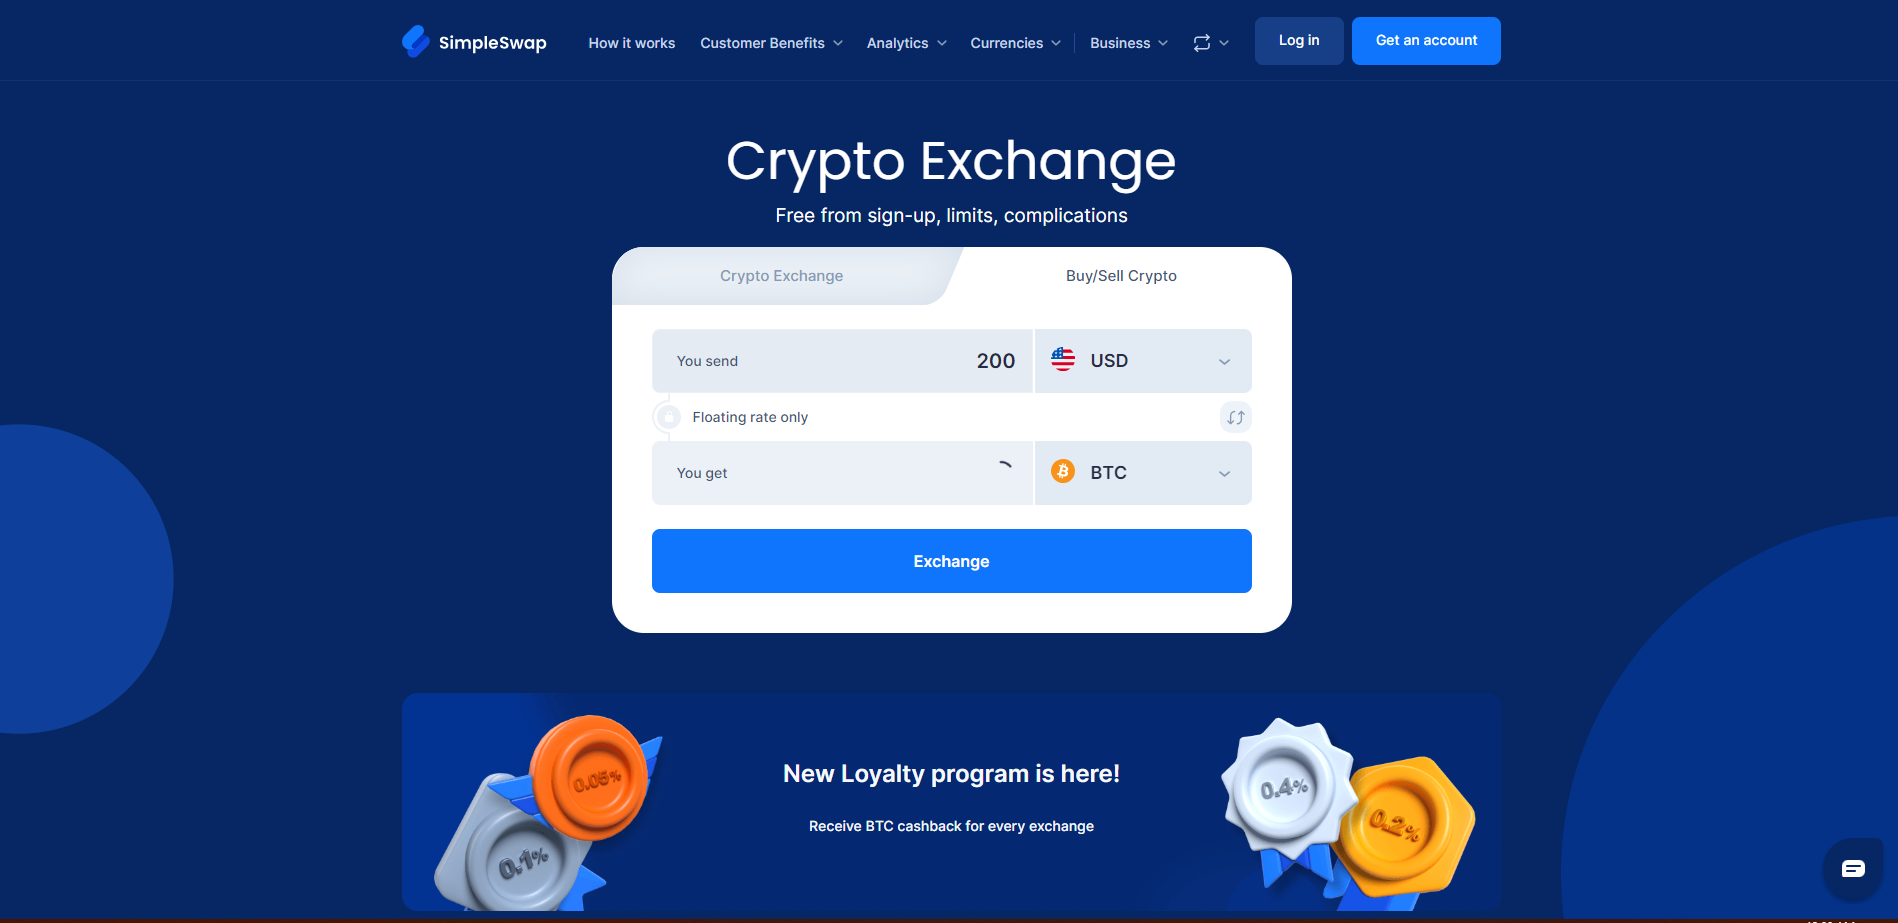 SimpleSwap
How it works
Customer Benefits
Analytics
Currencies
Business
Log in
Get an account
Crypto Exchange
Free from sign-up, limits, complications
Crypto Exchange
Buy/Sell Crypto
You send
200
USD
Floating rate only
You get
BTC
Exchange
New Loyalty program is here!
Receive BTC cashback for every exchange
0.05%
0.1%
0.4%
0.2%